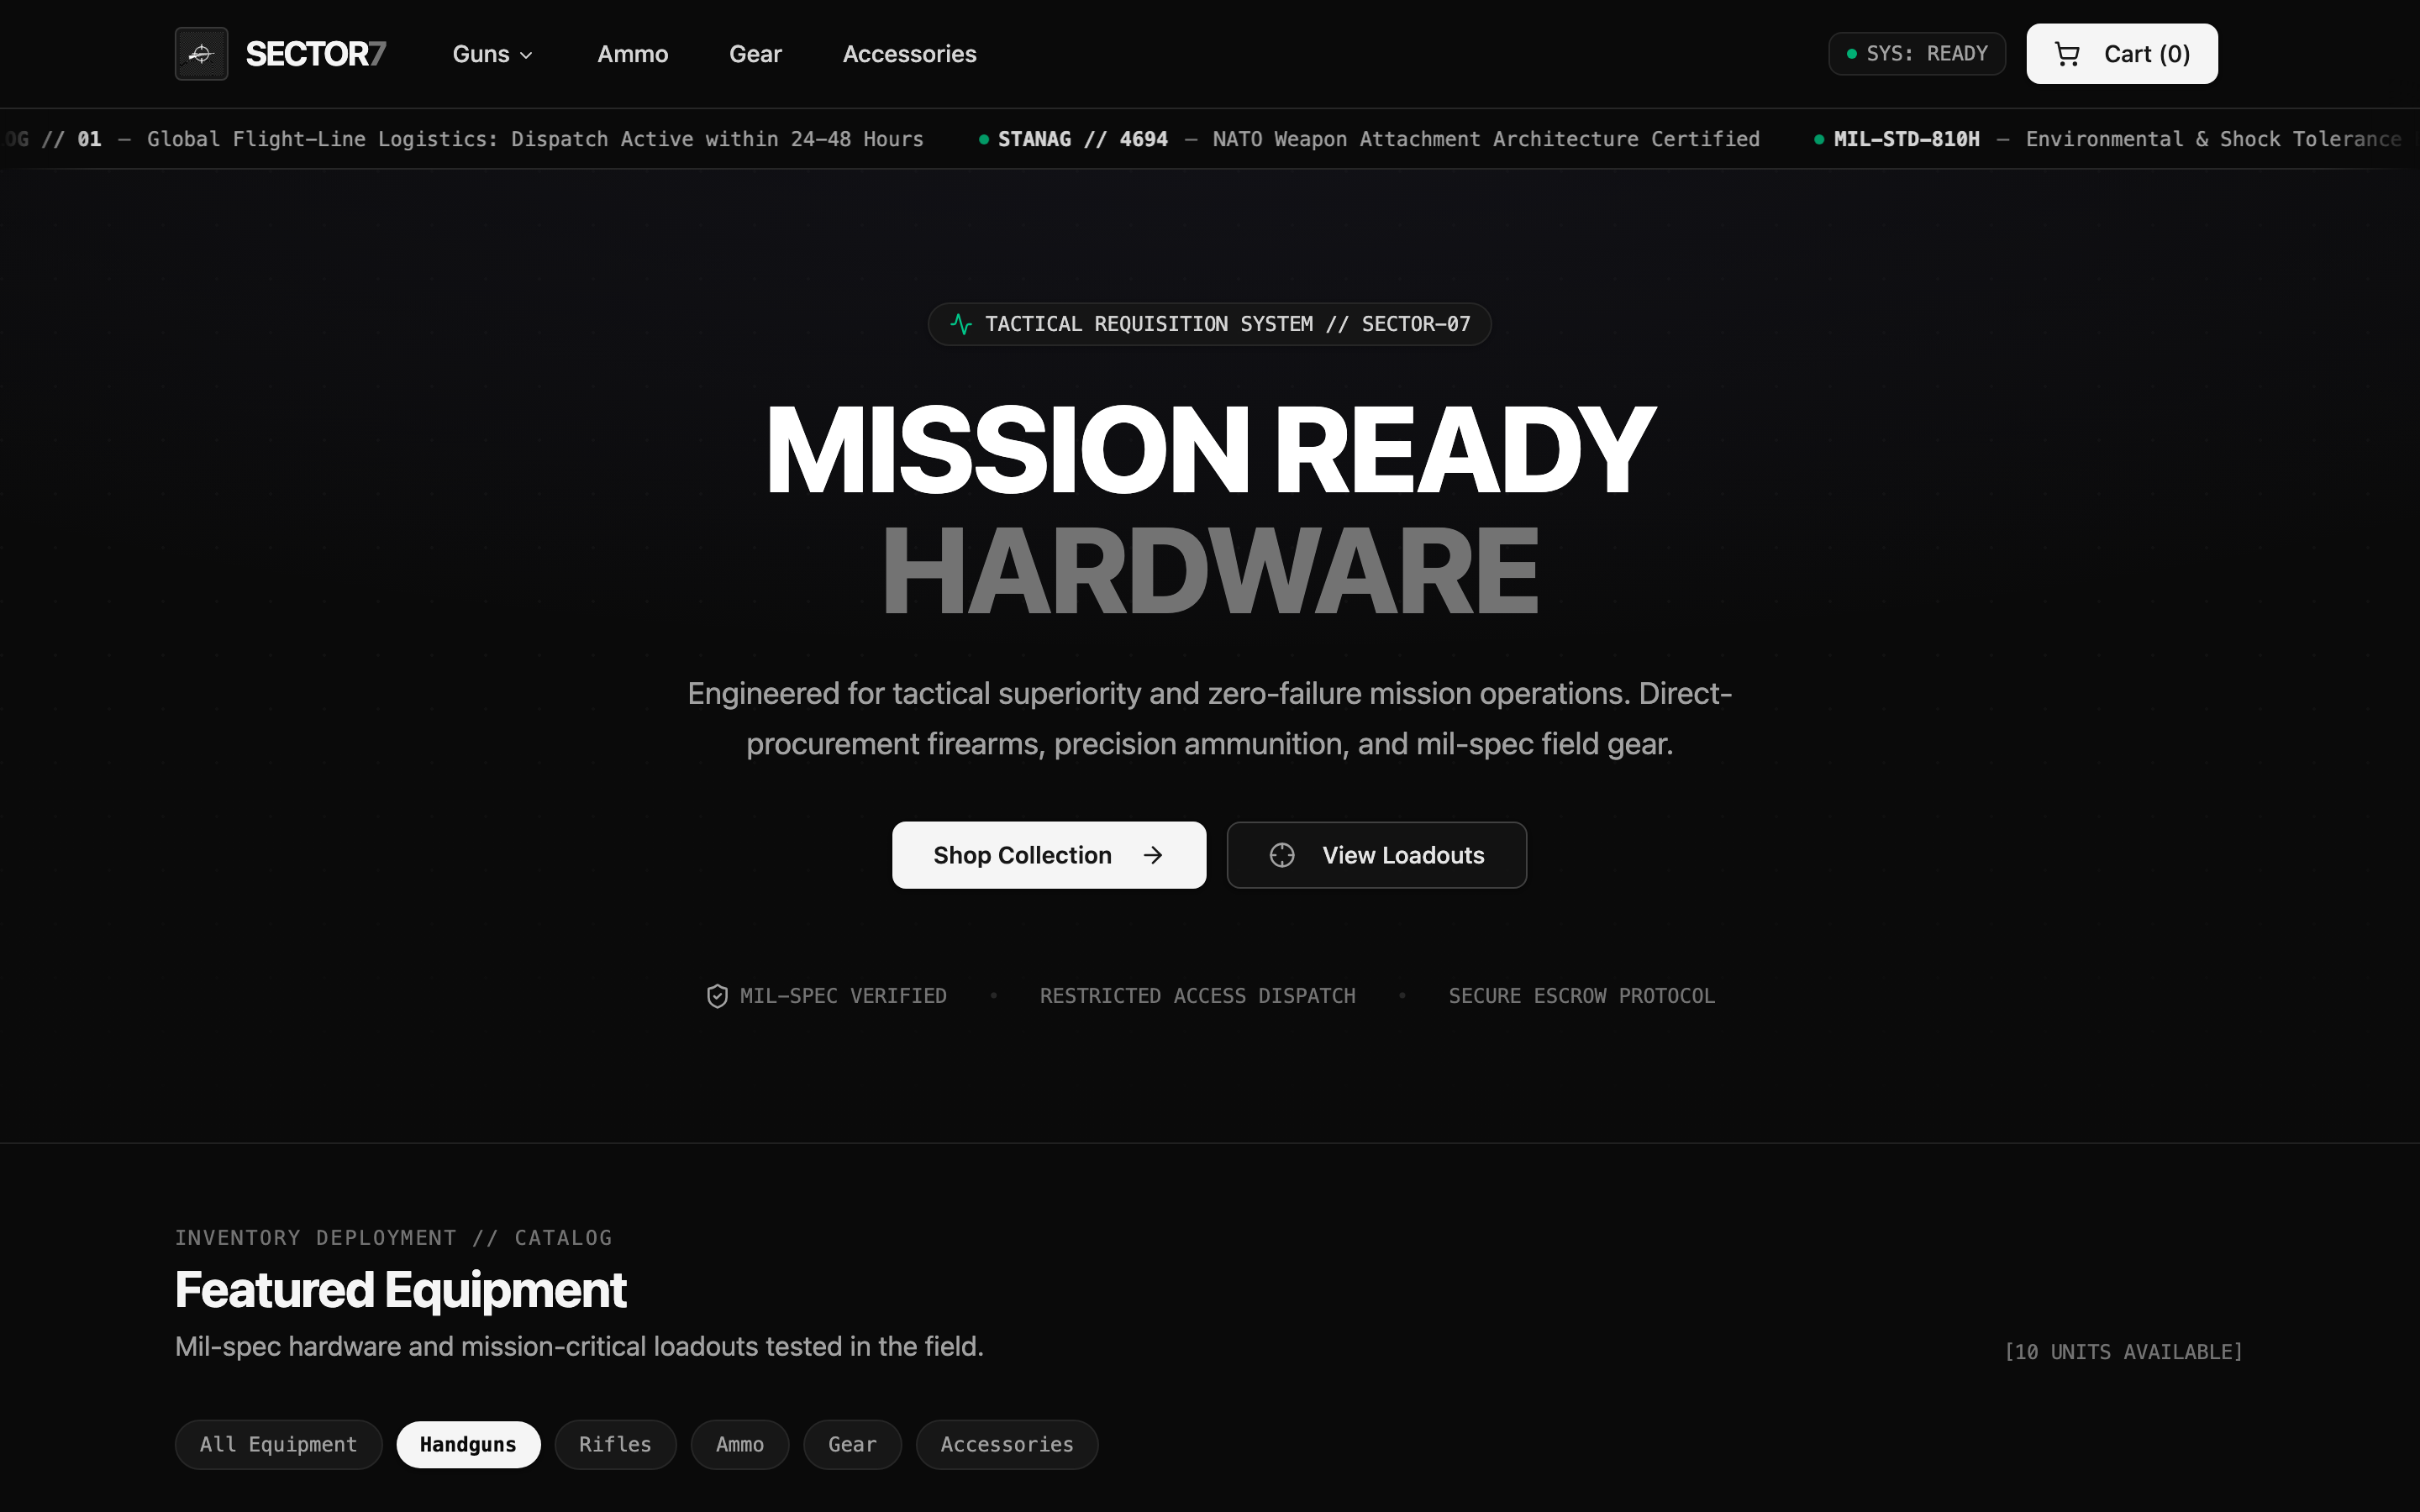 SECTOR7
Guns
Ammo
Gear
Accessories
SYS: READY
Cart (0)
OG // 01 — Global Flight-Line Logistics: Dispatch Active within 24-48 Hours
STANAG // 4694 — NATO Weapon Attachment Architecture Certified
MIL-STD-810H — Environmental & Shock Tolerance
TACTICAL REQUISITION SYSTEM // SECTOR-07
MISSION READY
HARDWARE
Engineered for tactical superiority and zero-failure mission operations. Direct-
procurement firearms, precision ammunition, and mil-spec field gear.
Shop Collection
View Loadouts
MIL-SPEC VERIFIED • RESTRICTED ACCESS DISPATCH • SECURE ESCROW PROTOCOL
INVENTORY DEPLOYMENT // CATALOG
Featured Equipment
Mil-spec hardware and mission-critical loadouts tested in the field.
[10 UNITS AVAILABLE]
All Equipment
Handguns
Rifles
Ammo
Gear
Accessories